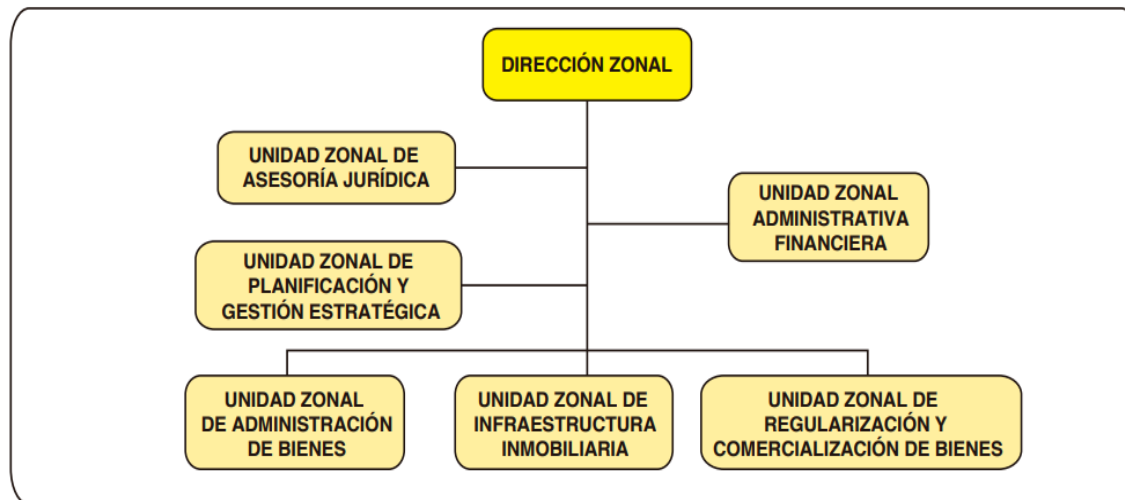 DIRECCIÓN ZONAL
UNIDAD ZONAL DE
ASESORÍA JURÍDICA
UNIDAD ZONAL
ADMINISTRATIVA
FINANCIERA
UNIDAD ZONAL DE
PLANIFICACIÓN Y
GESTIÓN ESTRATÉGICA
UNIDAD ZONAL
DE ADMINISTRACIÓN
DE BIENES
UNIDAD ZONAL DE
INFRAESTRUCTURA
INMOBILIARIA
UNIDAD ZONAL DE
REGULARIZACIÓN Y
COMERCIALIZACIÓN DE BIENES